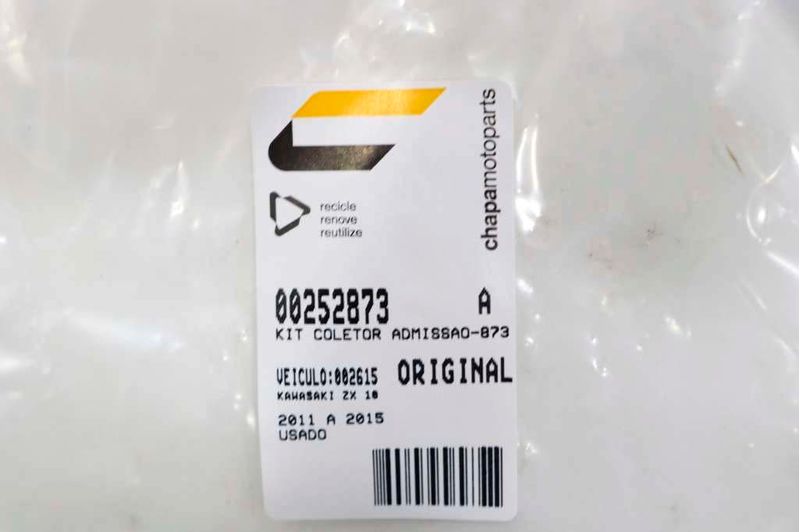 chapamotoparts
recicle
renove
reutilize
00252873 A
KIT COLETOR ADMISSAO-873
VEICULO:002615 ORIGINAL
KAWASAKI ZX 10
2011 A 2015
USADO